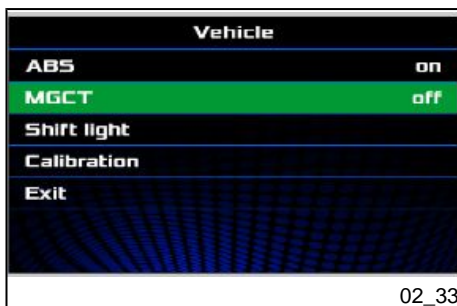 Vehicle
ABS on
MGCT off
Shift light
Calibration
Exit
02_33